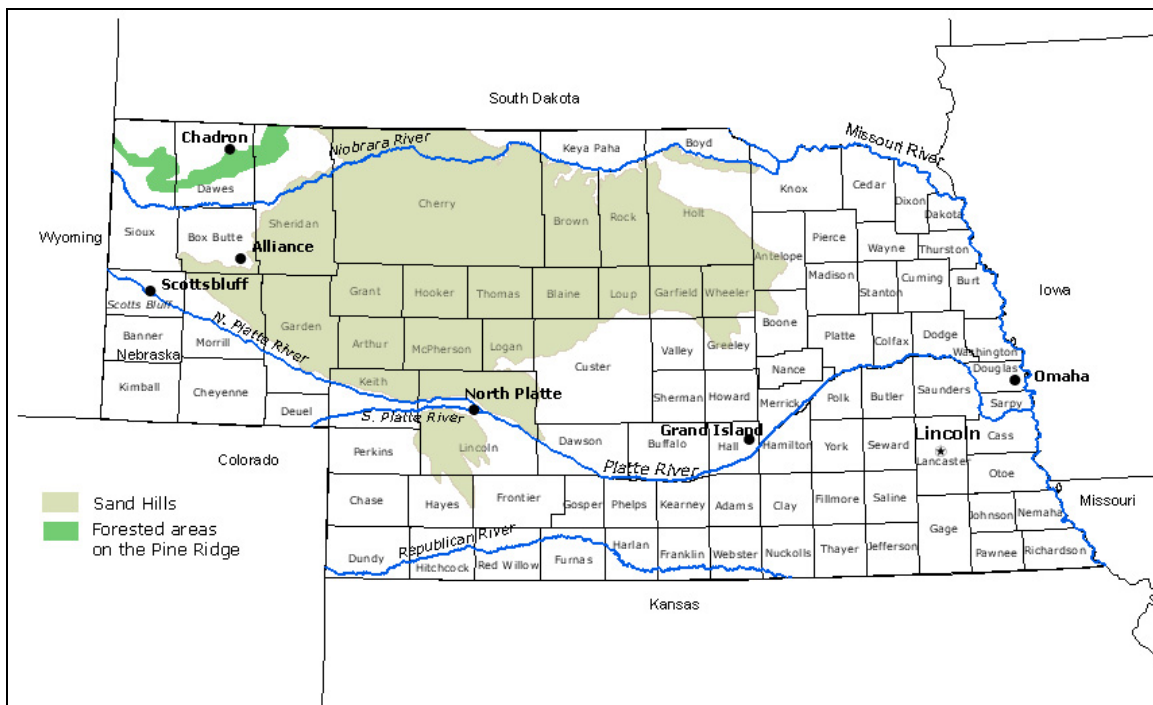 South Dakota
Chadron
Niobrara River
Keya Paha
Boyd
Missouri River
Dawes
Knox
Cedar
Dixon
Dakota
Sheridan
Cherry
Brown
Rock
Holt
Wyoming
Sioux
Box Butte
Alliance
Antelope
Pierce
Wayne
Thurston
Scottsbluff
Scotts Bluff
Grant
Hooker
Thomas
Blaine
Loup
Garfield
Wheeler
Madison
Stanton
Cuming
Burt
Iowa
Banner
Nebraska
Morrill
N. Platte River
Garden
Arthur
McPherson
Logan
Custer
Valley
Greeley
Boone
Platte
Colfax
Dodge
Washington
Kimball
Cheyenne
Deuel
Keith
North Platte
S. Platte River
Nance
Douglas
Omaha
Sherman
Howard
Merrick
Polk
Butler
Saunders
Sarpy
Colorado
Perkins
Lincoln
Dawson
Buffalo
Grand Island
Hall
Hamilton
York
Seward
Lincoln
Lancaster
Cass
Platte River
Otoe
Sand Hills
Forested areas
on the Pine Ridge
Chase
Hayes
Frontier
Gosper
Phelps
Kearney
Adams
Clay
Fillmore
Saline
Gage
Johnson
Nemaha
Missouri
Dundy
Republican River
Hitchcock
Red Willow
Furnas
Harlan
Franklin
Webster
Nuckolls
Thayer
Jefferson
Pawnee
Richardson
Kansas